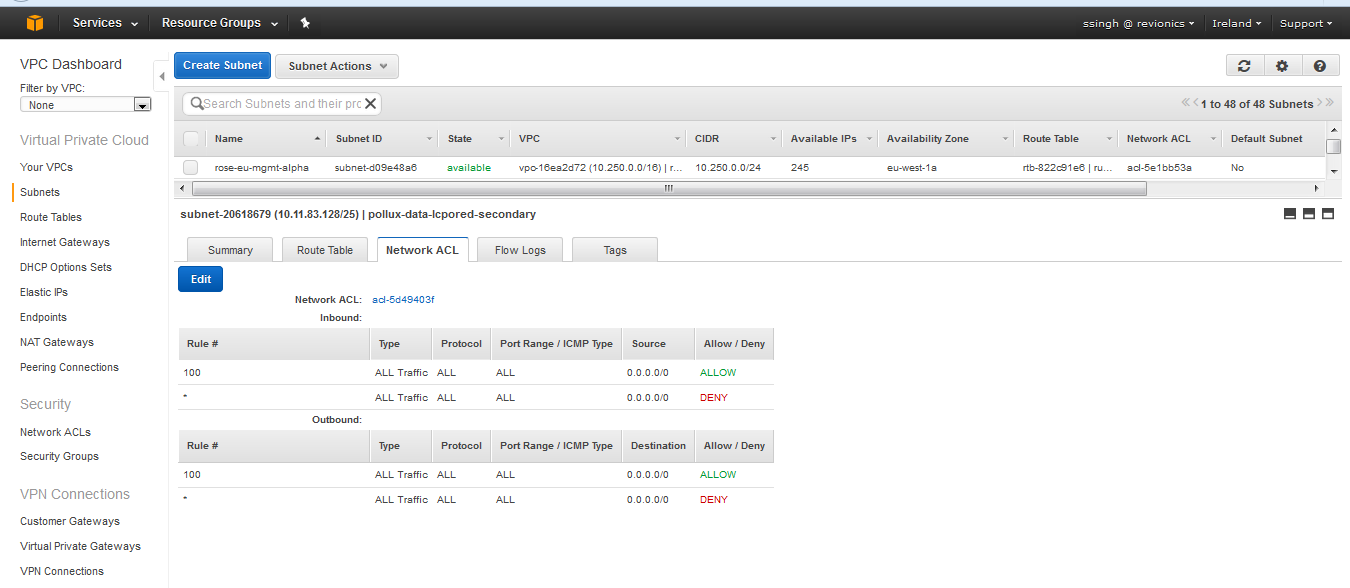 Services Resource Groups ssingh @ revionics Ireland Support
VPC Dashboard
Filter by VPC:
None
Virtual Private Cloud
Your VPCs
Subnets
Route Tables
Internet Gateways
DHCP Options Sets
Elastic IPs
Endpoints
NAT Gateways
Peering Connections
Security
Network ACLs
Security Groups
VPN Connections
Customer Gateways
Virtual Private Gateways
VPN Connections
Create Subnet Subnet Actions
Search Subnets and their pro 1 to 48 of 48 Subnets
Name Subnet ID State VPC CIDR Available IPs Availability Zone Route Table Network ACL Default Subnet
rose-eu-mgmt-alpha subnet-d09e48a6 available vpc-16ea2d72 (10.250.0.0/16) | r... 10.250.0.0/24 245 eu-west-1a rtb-822c91e6 | ru... acl-5e1bb53a No
subnet-20618679 (10.11.83.128/25) | pollux-data-lcpored-secondary
Summary Route Table Network ACL Flow Logs Tags
Edit
Network ACL: acl-5d49403f
Inbound:
Rule # Type Protocol Port Range / ICMP Type Source Allow / Deny
100 ALL Traffic ALL ALL 0.0.0.0/0 ALLOW
* ALL Traffic ALL ALL 0.0.0.0/0 DENY
Outbound:
Rule # Type Protocol Port Range / ICMP Type Destination Allow / Deny
100 ALL Traffic ALL ALL 0.0.0.0/0 ALLOW
* ALL Traffic ALL ALL 0.0.0.0/0 DENY